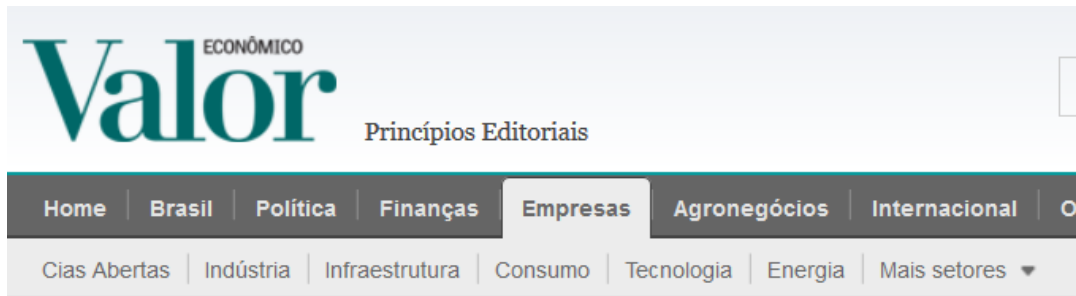 ECONÔMICO
Valor
Princípios Editoriais
Home Brasil Política Finanças Empresas Agronegócios Internacional O
Cias Abertas Indústria Infraestrutura Consumo Tecnologia Energia Mais setores